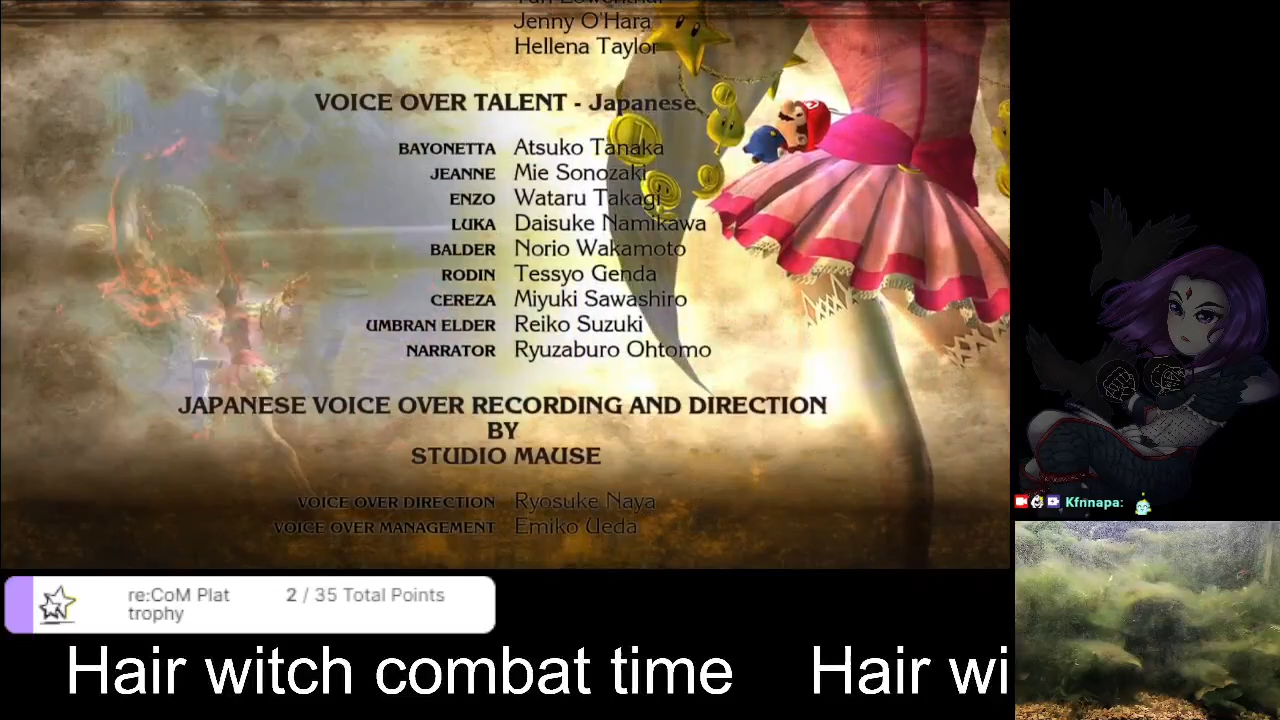 Yuri Lowenthal
Jenny O'Hara
Hellena Taylor
VOICE OVER TALENT - Japanese
BAYONETTA Atsuko Tanaka
JEANNE Mie Sonozaki
ENZO Wataru Takagi
LUKA Daisuke Namikawa
BALDER Norio Wakamoto
RODIN Tessyo Genda
CEREZA Miyuki Sawashiro
UMBRAN ELDER Reiko Suzuki
NARRATOR Ryuzaburo Ohtomo
JAPANESE VOICE OVER RECORDING AND DIRECTION
BY
STUDIO MAUSE
VOICE OVER DIRECTION Ryosuke Naya
VOICE OVER MANAGEMENT Emiko Ueda
Kfnnapa:
re:CoM Plat trophy 2 / 35 Total Points
Hair witch combat time Hair wi